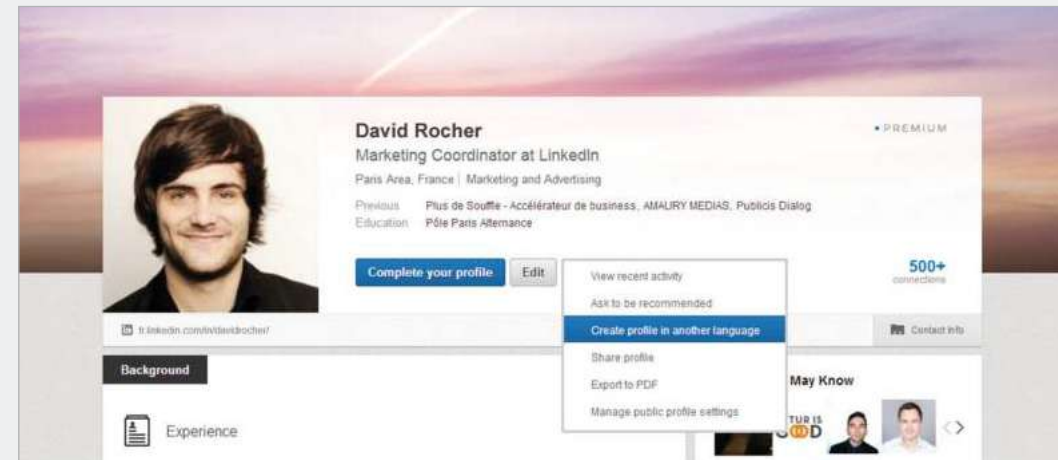 David Rocher
PREMIUM
Marketing Coordinator at LinkedIn
Paris Area, France | Marketing and Advertising
Previous Plus de Souffle - Accélérateur de business, AMAURY MEDIAS, Publicis Dialog
Education Pôle Paris Alternance
Complete your profile Edit
500+
connections
View recent activity
Ask to be recommended
Create profile in another language
Share profile
Export to PDF
Manage public profile settings
fr.linkedin.com/in/davidrocher/
Contact Info
Background
May Know
Experience
TUR IS